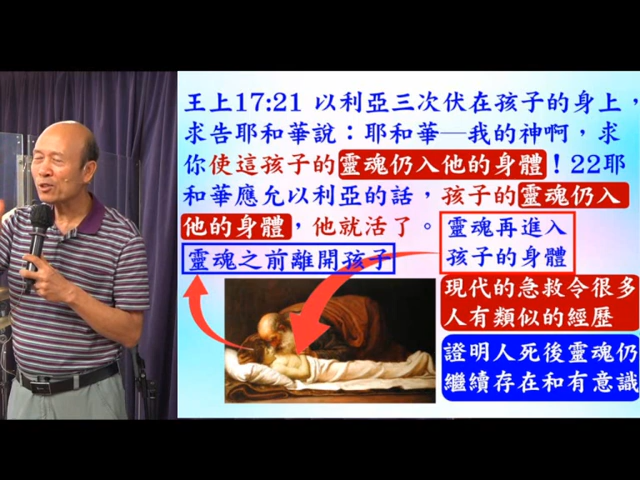 王上17:21 以利亞三次伏在孩子的身上，
求告耶和華說：耶和華─我的神啊，求
你使這孩子的靈魂仍入他的身體！22耶
和華應允以利亞的話，孩子的靈魂仍入
他的身體，他就活了。
靈魂再進入
孩子的身體
靈魂之前離開孩子
現代的急救令很多
人有類似的經歷
證明人死後靈魂仍
繼續存在和有意識